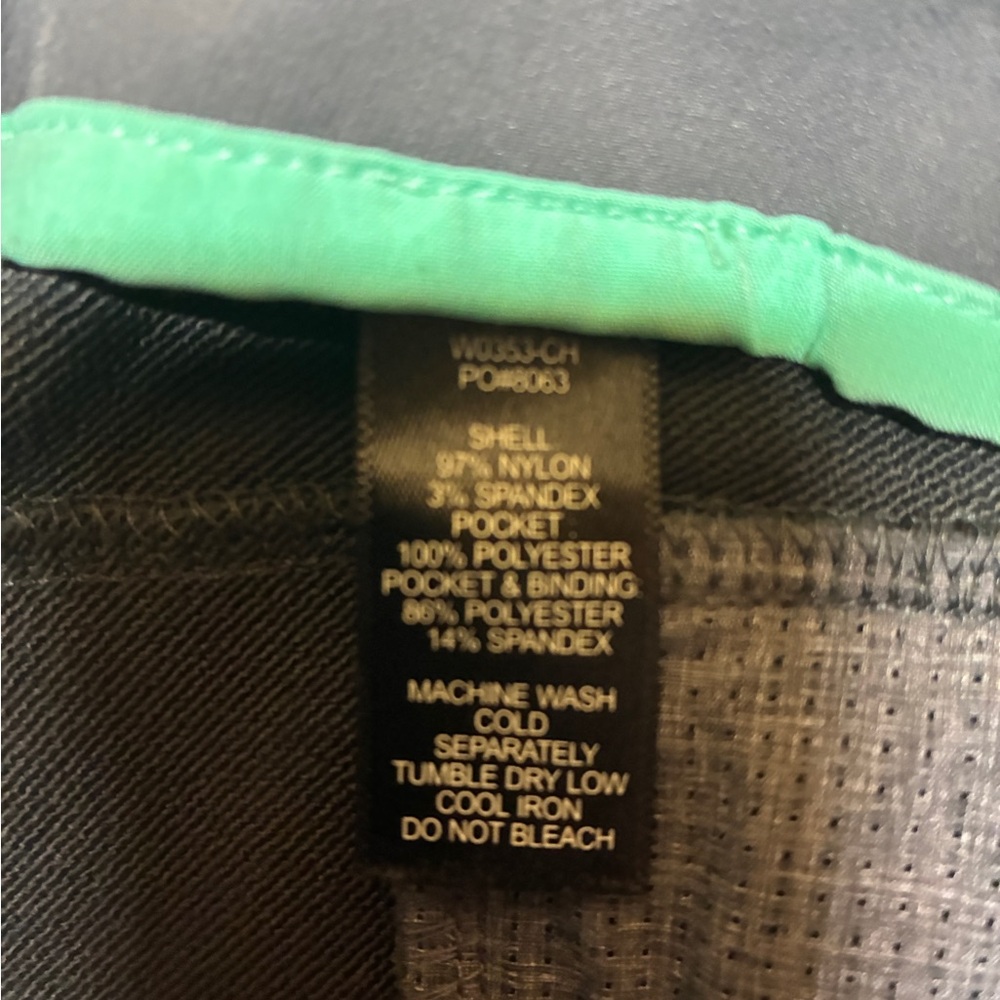 W0353-CH
PO#8063
SHELL
97% NYLON
3% SPANDEX
POCKET :
100% POLYESTER
POCKET & BINDING:
86% POLYESTER
14% SPANDEX
MACHINE WASH
COLD
SEPARATELY
TUMBLE DRY LOW
COOL IRON
DO NOT BLEACH